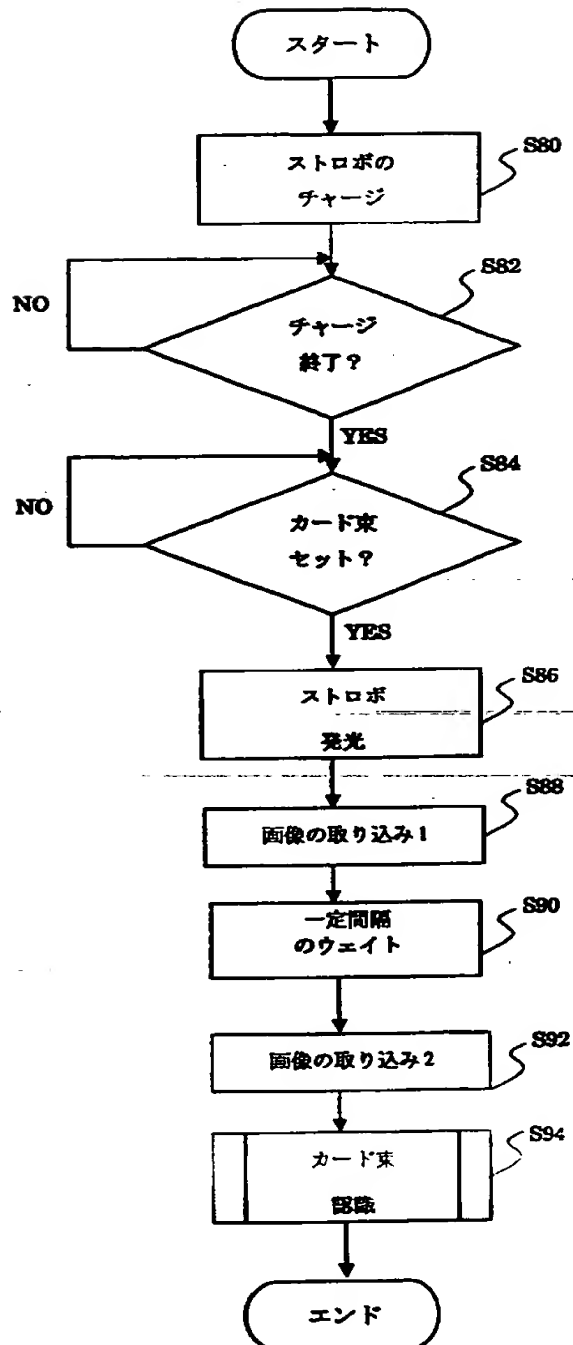 スタート
ストロボの
チャージ
S80
S82
NO
チャージ
終了？
YES
S84
NO
カード束
セット？
YES
ストロボ
発光
S86
S88
画像の取り込み1
一定間隔
のウェイト
S90
画像の取り込み2
S92
カード束
認識
S94
エンド